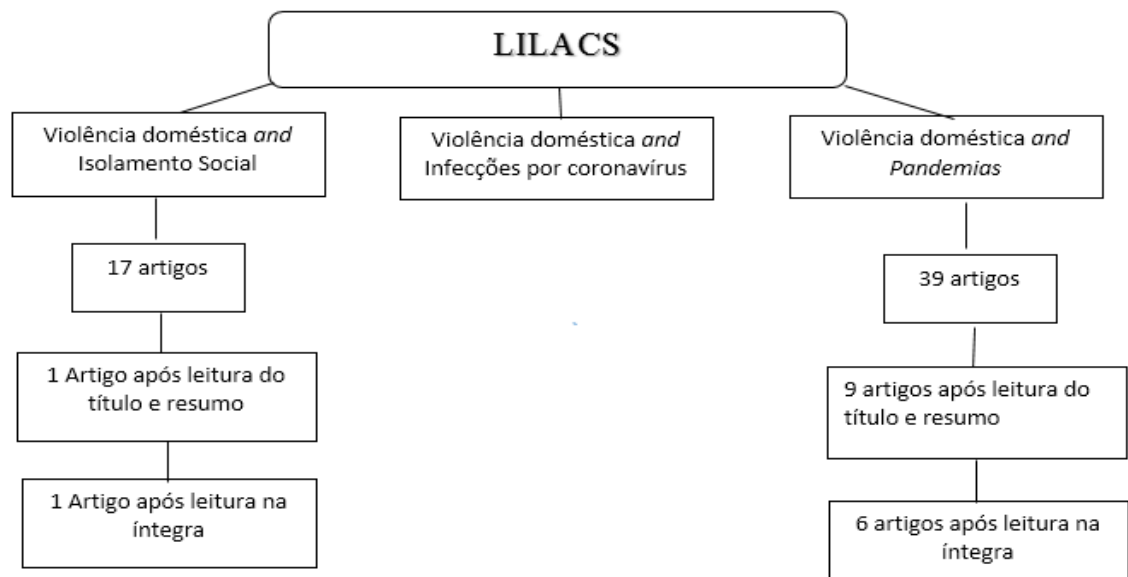 LILACS
Violência doméstica and
Isolamento Social
Violência doméstica and
Infecções por coronavírus
Violência doméstica and
Pandemias
17 artigos
39 artigos
1 Artigo após leitura do
título e resumo
9 artigos após leitura do
título e resumo
1 Artigo após leitura na
íntegra
6 artigos após leitura na
íntegra